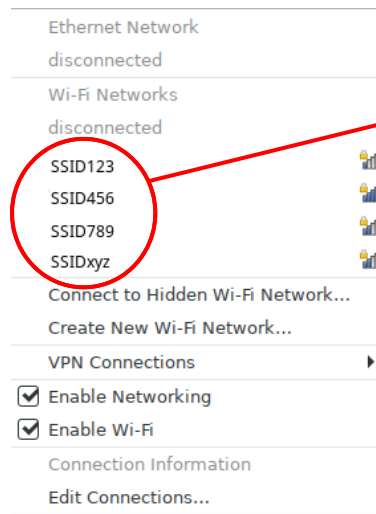 Ethernet Network
disconnected
Wi-Fi Networks
disconnected
SSID123
SSID456
SSID789
SSIDxyz
Connect to Hidden Wi-Fi Network...
Create New Wi-Fi Network...
VPN Connections
Enable Networking
Enable Wi-Fi
Connection Information
Edit Connections...